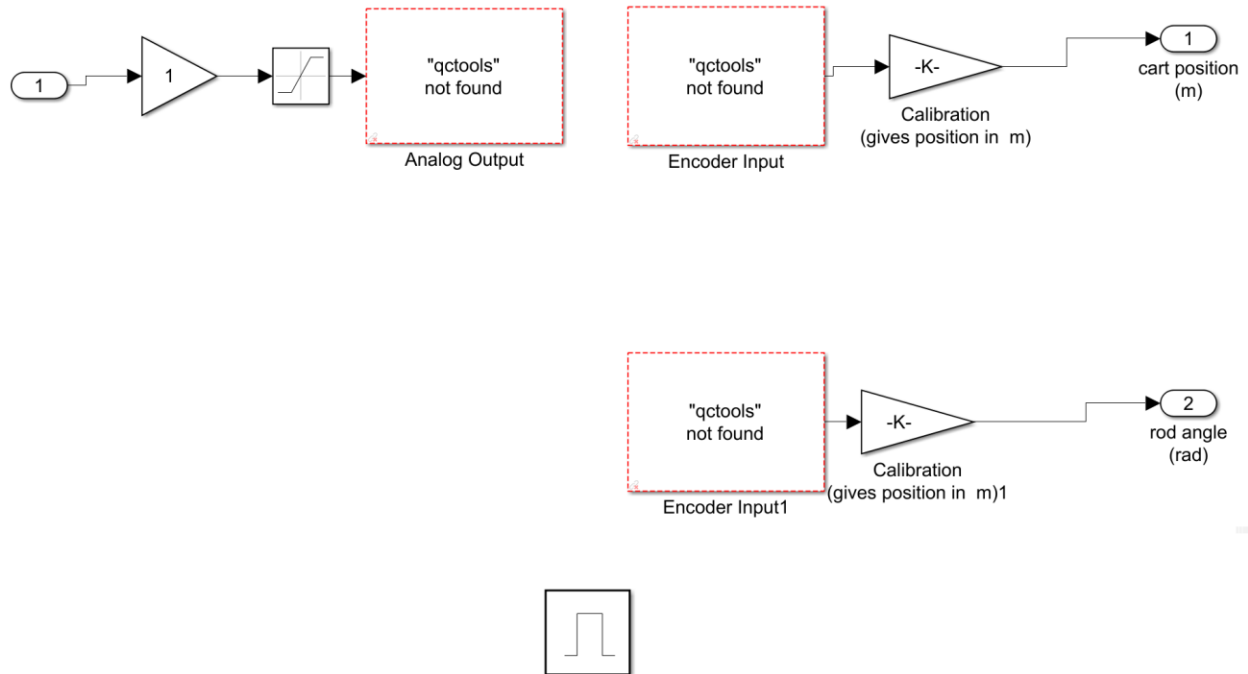 1
1
"qctools"
not found
Analog Output
"qctools"
not found
Encoder Input
-K-
Calibration
(gives position in  m)
1
cart position
(m)
"qctools"
not found
Encoder Input1
-K-
Calibration
(gives position in  m)1
2
rod angle
(rad)